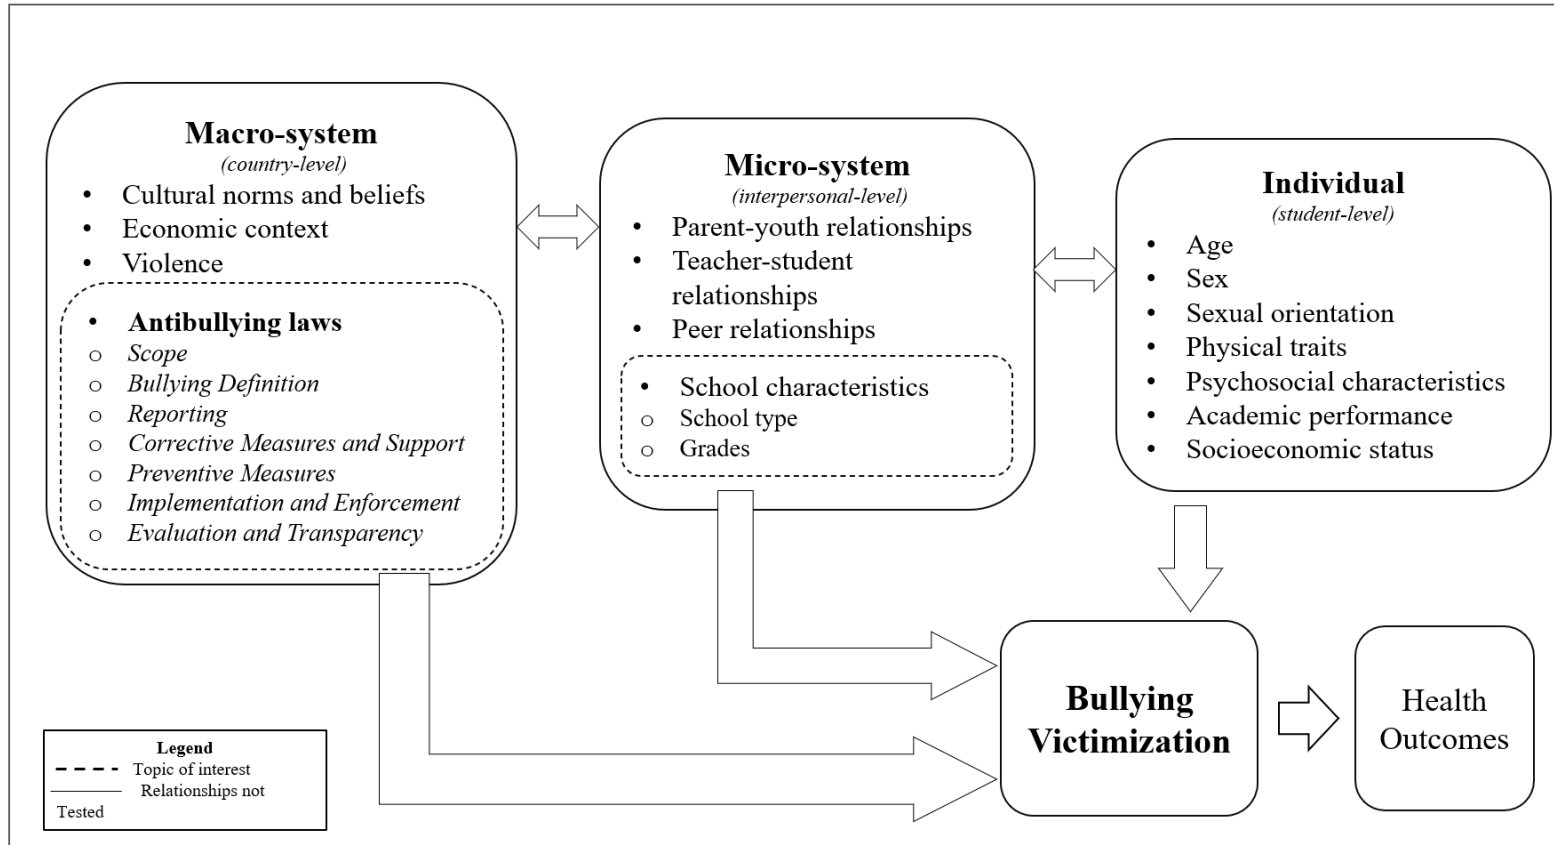 Macro-system
(country-level)
• Cultural norms and beliefs
• Economic context
• Violence
• Antibullying laws
o Scope
o Bullying Definition
o Reporting
o Corrective Measures and Support
o Preventive Measures
o Implementation and Enforcement
o Evaluation and Transparency
Micro-system
(interpersonal-level)
• Parent-youth relationships
• Teacher-student
relationships
• Peer relationships
• School characteristics
o School type
o Grades
Individual
(student-level)
• Age
• Sex
• Sexual orientation
• Physical traits
• Psychosocial characteristics
• Academic performance
• Socioeconomic status
Bullying
Victimization
Health
Outcomes
Legend
Topic of interest
Relationships not
Tested